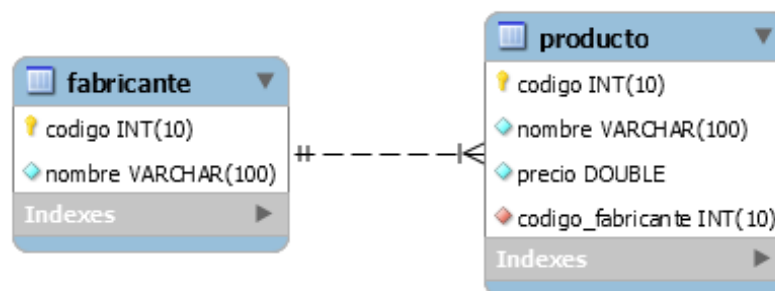 fabricante
codigo INT(10)
nombre VARCHAR(100)
Indexes
producto
codigo INT(10)
nombre VARCHAR(100)
precio DOUBLE
codigo_fabricante INT(10)
Indexes